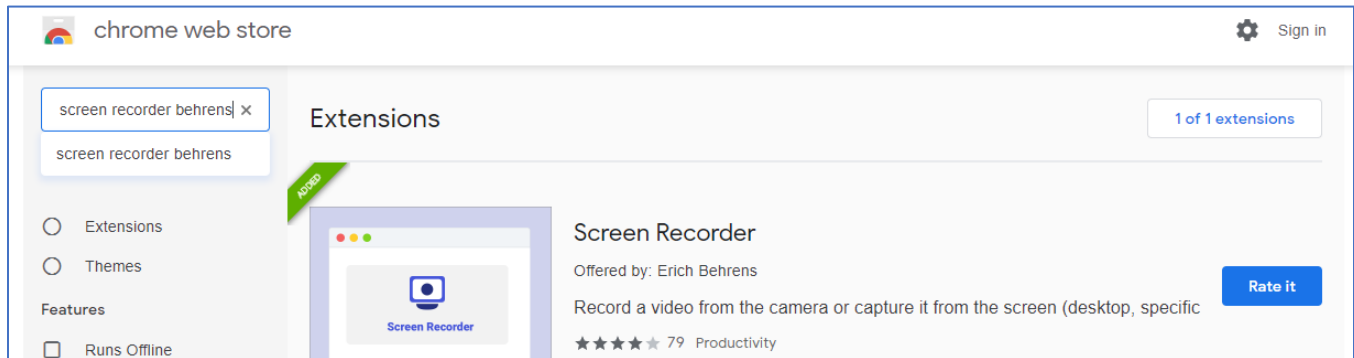 chrome web store
Sign in
screen recorder behrens
screen recorder behrens
Extensions
Themes
Features
Runs Offline
Extensions
1 of 1 extensions
ADDED
Screen Recorder
Screen Recorder
Offered by: Erich Behrens
Record a video from the camera or capture it from the screen (desktop, specific
79 Productivity
Rate it